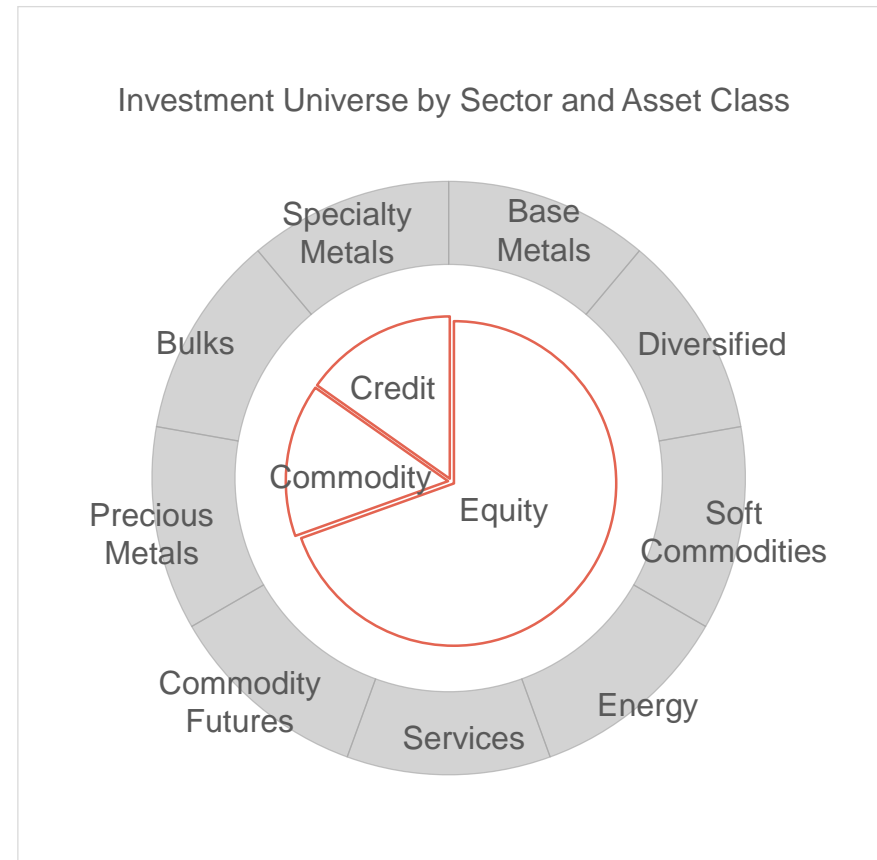 Investment Universe by Sector and Asset Class
Specialty
Metals
Base
Metals
Bulks
Diversified
Credit
Commodity
Equity
Precious
Metals
Soft
Commodities
Commodity
Futures
Energy
Services